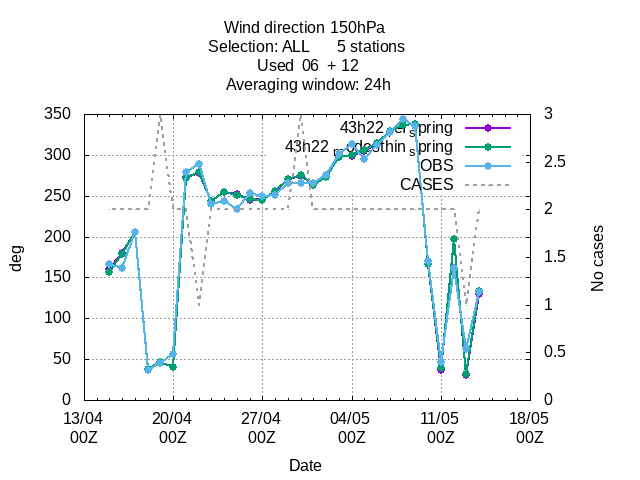 Wind direction 150hPa
Selection: ALL 5 stations
Used 06 + 12
Averaging window: 24h
350 3
43h22 spring
300
43h22 spring
2.5
OBS
CASES
250
200 2
150 1.5
100 1
50 0.5
0 0
deg
No cases
13/04 20/04 27/04 04/05 11/05 18/05
00Z 00Z 00Z 00Z 00Z 00Z
Date